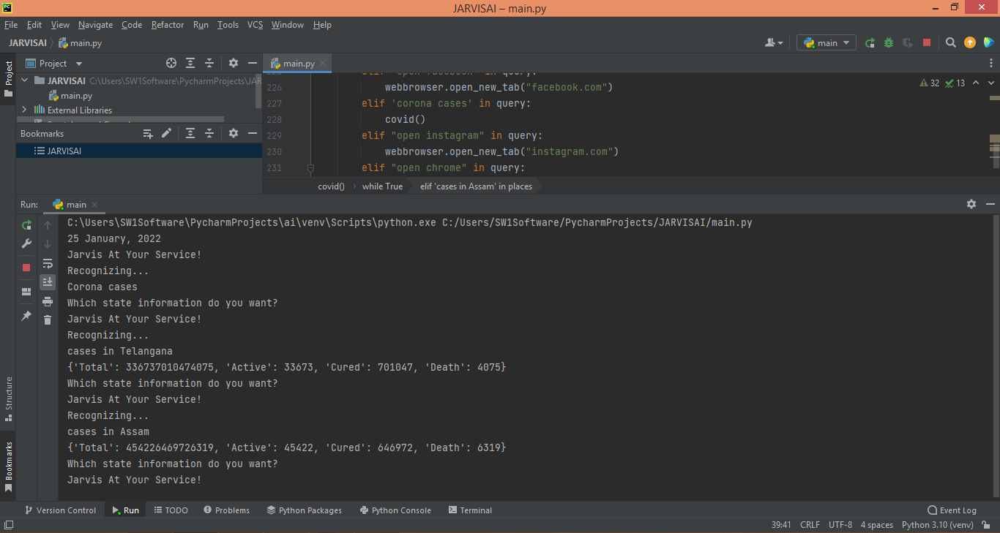 JARVISAI – main.py
File Edit View Navigate Code Refactor Run Tools VCS Window Help
JARVISAI main.py
main
Project
main.py
JARVISAI C:\Users\SW1Software\PycharmProjects\JAR
main.py
External Libraries
Bookmarks
JARVISAI
elif "open facebook" in query:
226 webbrowser.open_new_tab("facebook.com")
227 elif 'corona cases' in query:
228 covid()
229 elif "open instagram" in query:
230 webbrowser.open_new_tab("instagram.com")
231 elif "open chrome" in query:
32 13
covid() while True elif 'cases in Assam' in places
Run: main
C:\Users\SW1Software\PycharmProjects\ai\venv\Scripts\python.exe C:/Users/SW1Software/PycharmProjects/JARVISAI/main.py
25 January, 2022
Jarvis At Your Service!
Recognizing...
Corona cases
Which state information do you want?
Jarvis At Your Service!
Recognizing...
cases in Telangana
{'Total': 336737010474075, 'Active': 33673, 'Cured': 701047, 'Death': 4075}
Which state information do you want?
Jarvis At Your Service!
Recognizing...
cases in Assam
{'Total': 454226469726319, 'Active': 45422, 'Cured': 646972, 'Death': 6319}
Which state information do you want?
Jarvis At Your Service!
Project
Structure
Bookmarks
Version Control Run TODO Problems Python Packages Python Console Terminal Event Log
39:41 CRLF UTF-8 4 spaces Python 3.10 (venv)